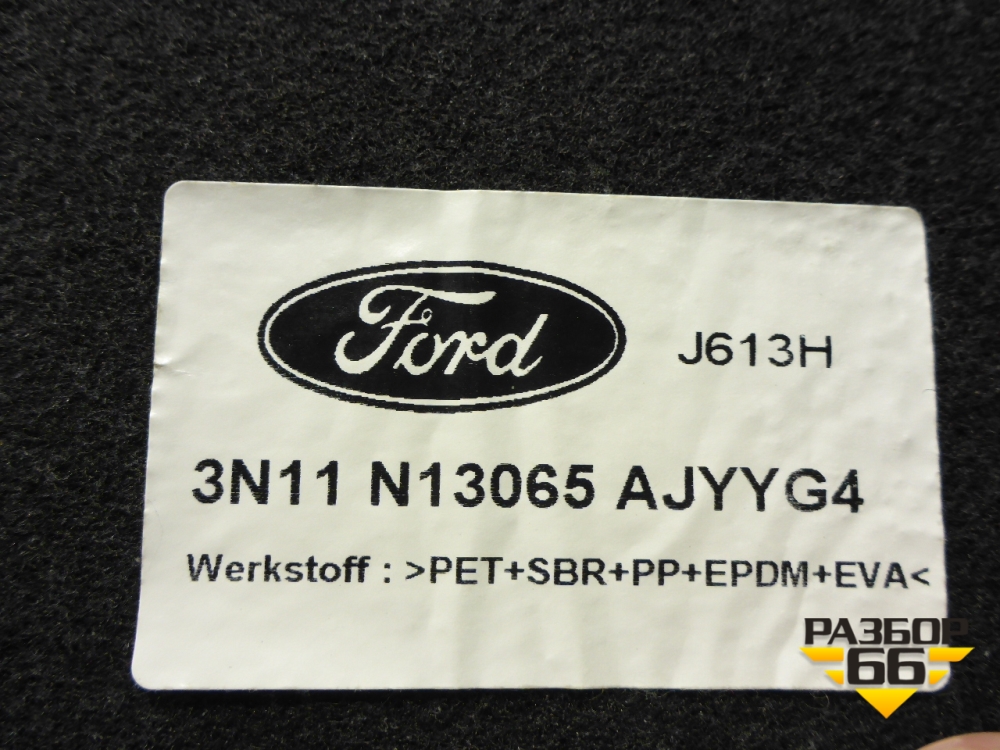 Ford
J613H
3N11 N13065 AJYYG4
Werkstoff : >PET+SBR+PP+EPDM+EVA<
РАЗБОР
66